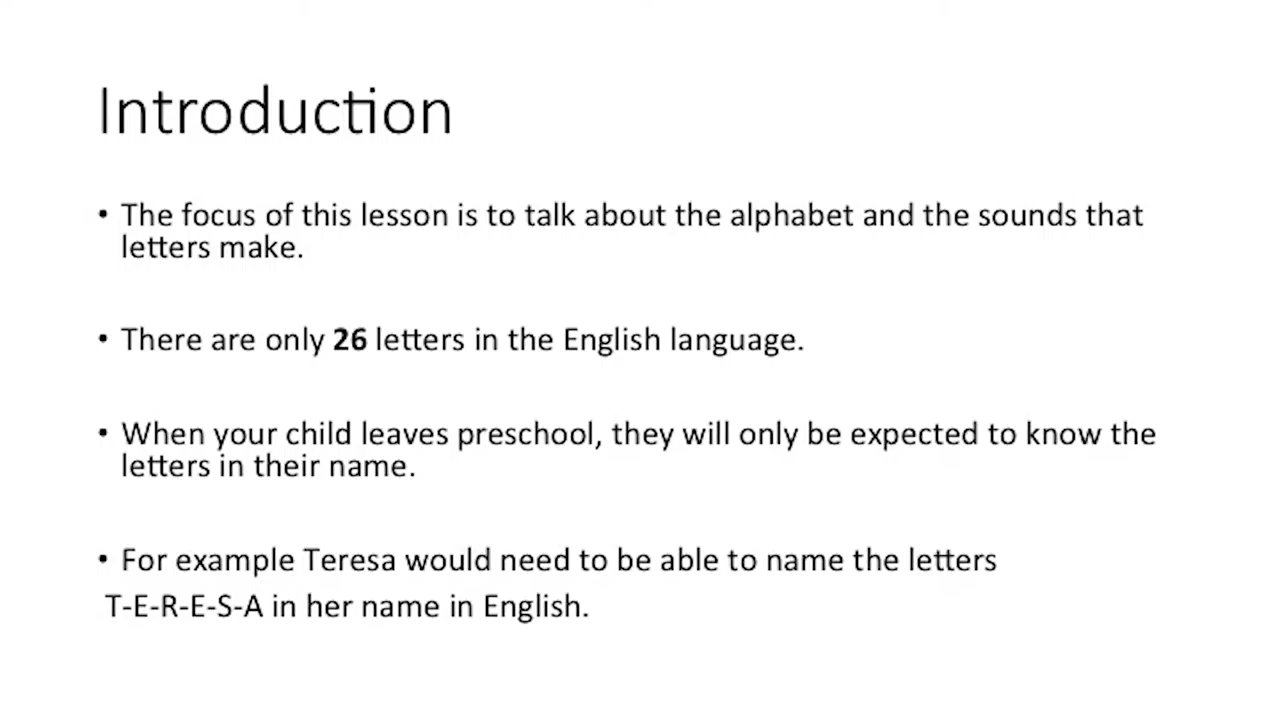 Introduction
• The focus of this lesson is to talk about the alphabet and the sounds that
letters make.
• There are only 26 letters in the English language.
• When your child leaves preschool, they will only be expected to know the
letters in their name.
• For example Teresa would need to be able to name the letters
T-E-R-E-S-A in her name in English.